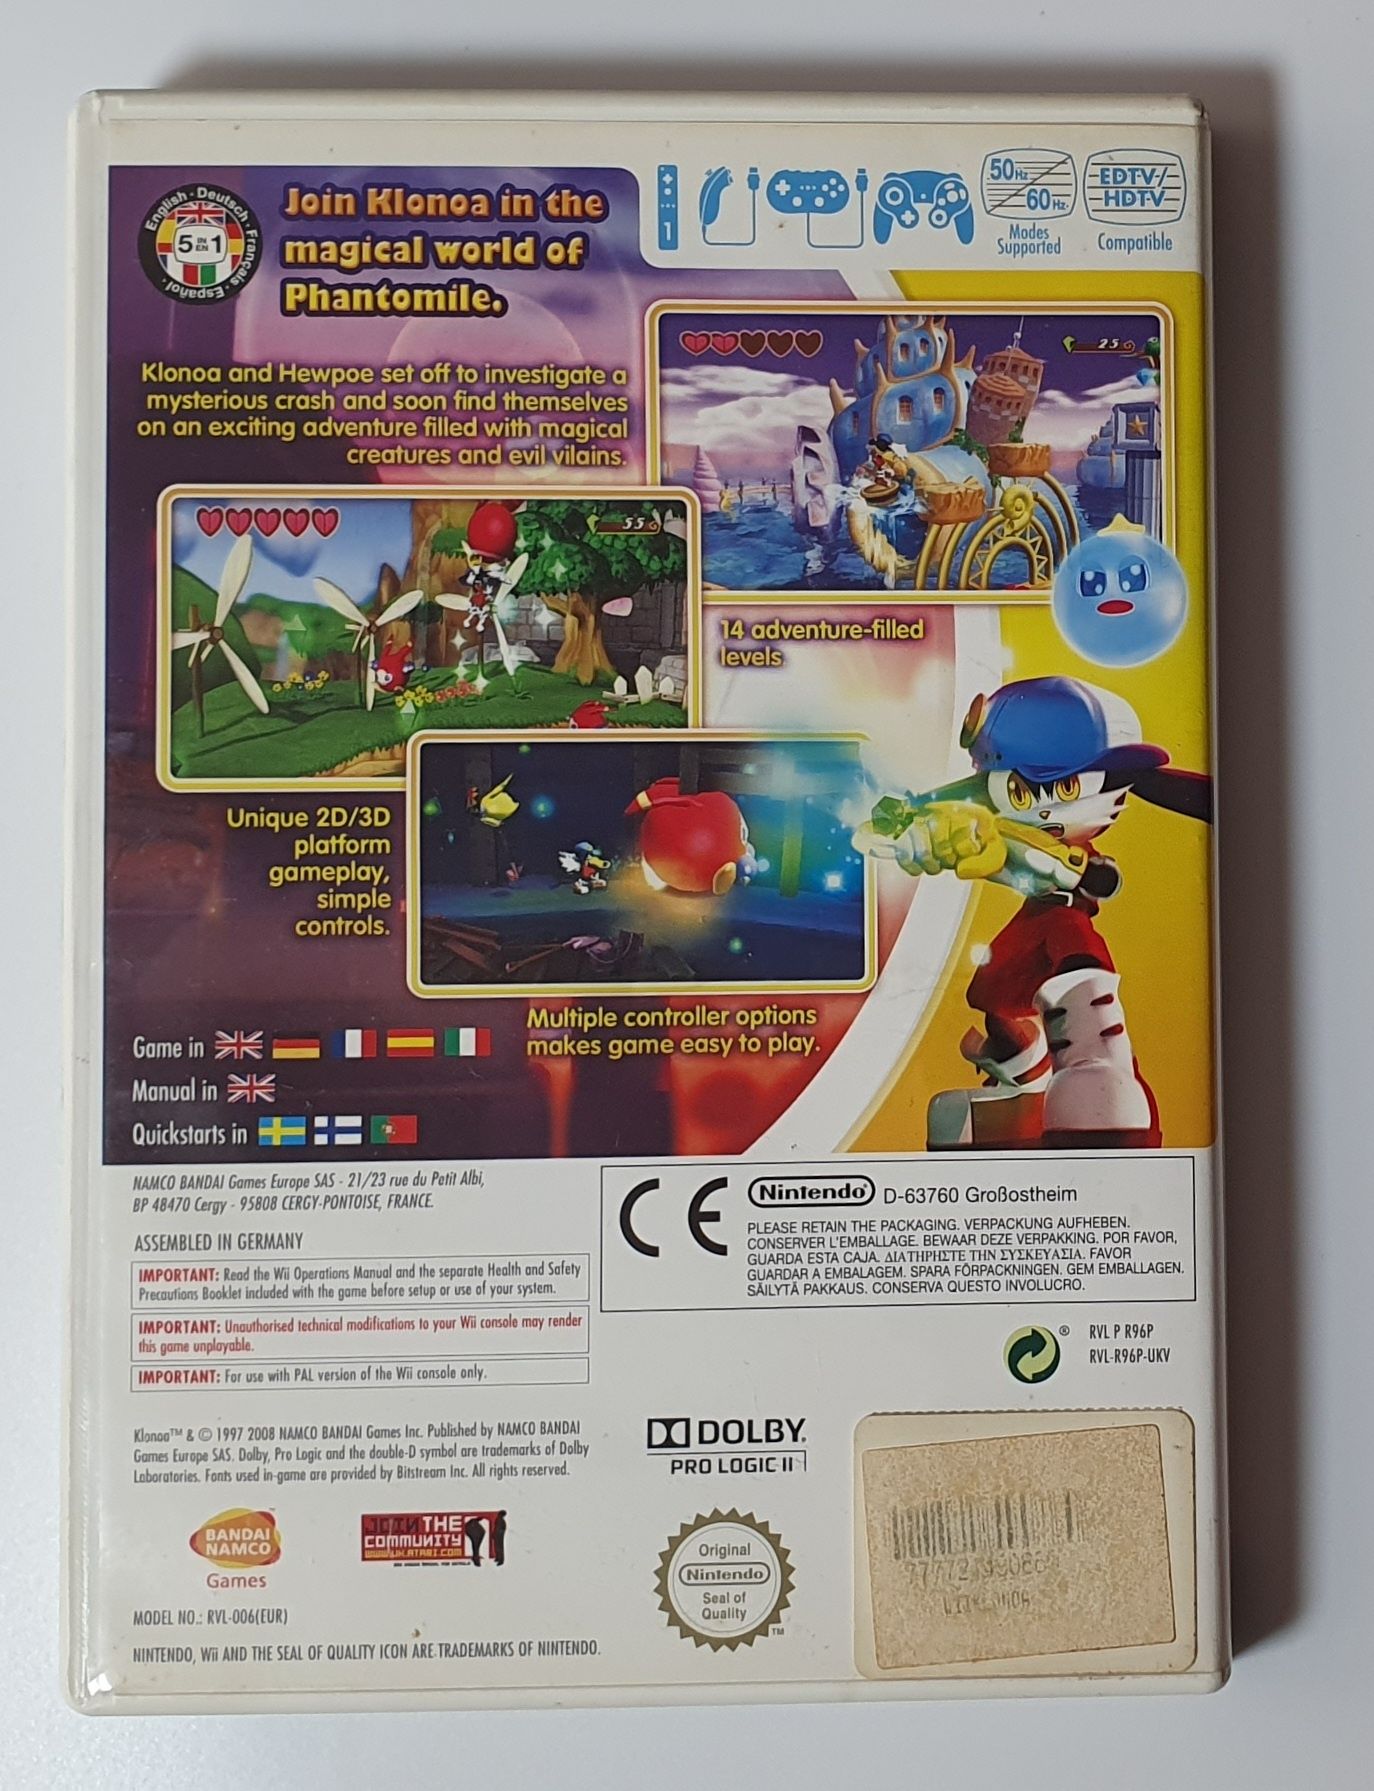 English · Deutsch · Français · Español ·
5 IN EN 1
Join Klonoa in the
magical world of
Phantomile.
1
50Hz
60Hz
Modes
Supported
EDTV/
HDTV
Compatible
Klonoa and Hewpoe set off to investigate a
mysterious crash and soon find themselves
on an exciting adventure filled with magical
creatures and evil vilains.
25
55
14 adventure-filled
levels
Unique 2D/3D
platform
gameplay,
simple
controls.
Multiple controller options
makes game easy to play.
Game in
Manual in
Quickstarts in
NAMCO BANDAI Games Europe SAS - 21/23 rue du Petit Albi,
BP 48470 Cergy - 95808 CERGY-PONTOISE, FRANCE.
ASSEMBLED IN GERMANY
IMPORTANT: Read the Wii Operations Manual and the separate Health and Safety
Precautions Booklet included with the game before setup or use of your system.
IMPORTANT: Unauthorised technical modifications to your Wii console may render
this game unplayable.
IMPORTANT: For use with PAL version of the Wii console only.
CE
Nintendo® D-63760 Großostheim
PLEASE RETAIN THE PACKAGING. VERPACKUNG AUFHEBEN.
CONSERVER L'EMBALLAGE. BEWAAR DEZE VERPAKKING. POR FAVOR,
GUARDA ESTA CAJA. ΔΙΑΤΗΡΗΣΤΕ ΤΗΝ ΣΥΣΚΕΥΑΣΙΑ. FAVOR
GUARDAR A EMBALAGEM. SPARA FÖRPACKNINGEN. GEM EMBALLAGEN.
SÄILYTÄ PAKKAUS. CONSERVA QUESTO INVOLUCRO.
®
RVL P R96P
RVL-R96P-UKV
Klonoa™ & © 1997 2008 NAMCO BANDAI Games Inc. Published by NAMCO BANDAI
Games Europe SAS. Dolby, Pro Logic and the double-D symbol are trademarks of Dolby
Laboratories. Fonts used in-game are provided by Bitstream Inc. All rights reserved.
DOLBY.
PRO LOGIC II
BANDAI
NAMCO
Games
JOIN THE
COMMUNITY
WWW.UK.ATARI.COM
Original
Nintendo
Seal of
Quality
TM
MODEL NO.: RVL-006(EUR)
NINTENDO, Wii AND THE SEAL OF QUALITY ICON ARE TRADEMARKS OF NINTENDO.